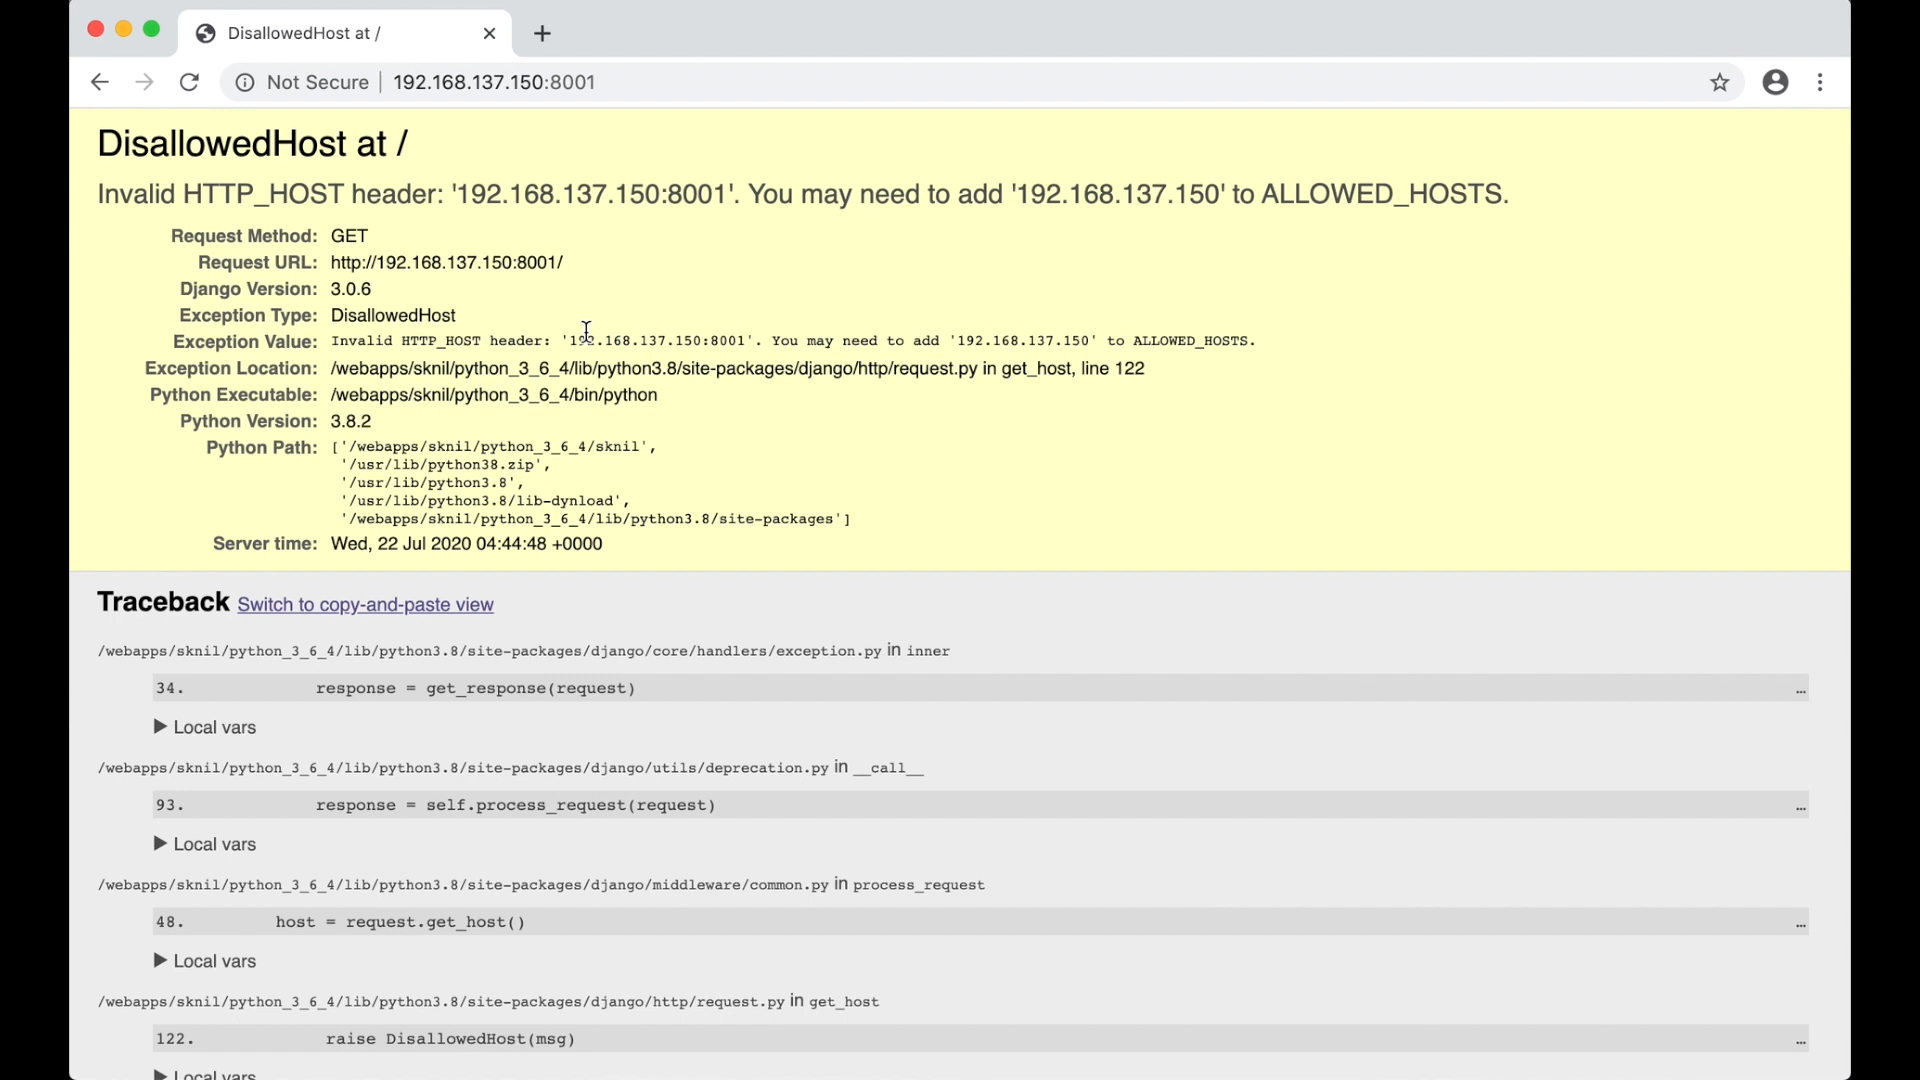 DisallowedHost at /
Not Secure | 192.168.137.150:8001
DisallowedHost at /
Invalid HTTP_HOST header: '192.168.137.150:8001'. You may need to add '192.168.137.150' to ALLOWED_HOSTS.
Request Method: GET
Request URL: http://192.168.137.150:8001/
Django Version: 3.0.6
Exception Type: DisallowedHost
Exception Value: Invalid HTTP_HOST header: '192.168.137.150:8001'. You may need to add '192.168.137.150' to ALLOWED_HOSTS.
Exception Location: /webapps/sknil/python_3_6_4/lib/python3.8/site-packages/django/http/request.py in get_host, line 122
Python Executable: /webapps/sknil/python_3_6_4/bin/python
Python Version: 3.8.2
Python Path: ['/webapps/sknil/python_3_6_4/sknil',
'/usr/lib/python38.zip',
'/usr/lib/python3.8',
'/usr/lib/python3.8/lib-dynload',
'/webapps/sknil/python_3_6_4/lib/python3.8/site-packages']
Server time: Wed, 22 Jul 2020 04:44:48 +0000
Traceback Switch to copy-and-paste view
/webapps/sknil/python_3_6_4/lib/python3.8/site-packages/django/core/handlers/exception.py in inner
34. response = get_response(request) …
▶ Local vars
/webapps/sknil/python_3_6_4/lib/python3.8/site-packages/django/utils/deprecation.py in __call__
93. response = self.process_request(request) …
▶ Local vars
/webapps/sknil/python_3_6_4/lib/python3.8/site-packages/django/middleware/common.py in process_request
48. host = request.get_host() …
▶ Local vars
/webapps/sknil/python_3_6_4/lib/python3.8/site-packages/django/http/request.py in get_host
122. raise DisallowedHost(msg) …
▶ Local vars